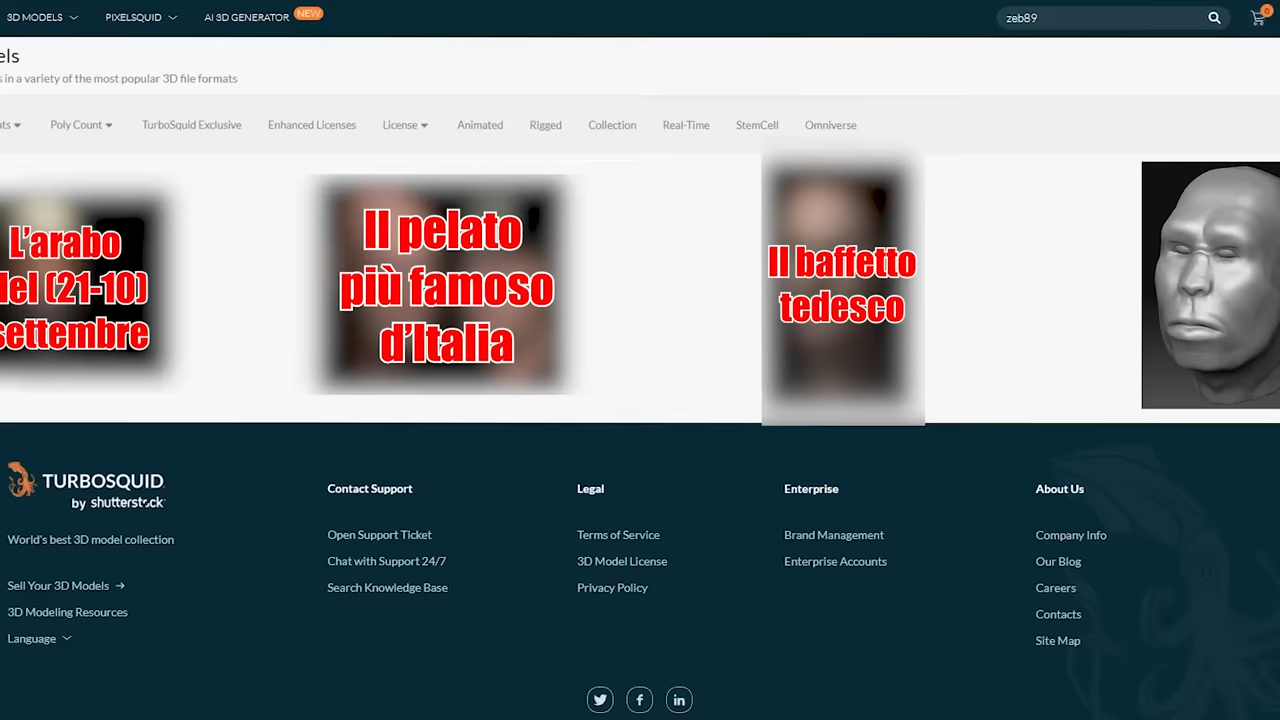 3D MODELS
PIXELSQUID
AI 3D GENERATOR
NEW
zeb89
0
els
s in a variety of the most popular 3D file formats
Poly Count
TurboSquid Exclusive
Enhanced Licenses
License
Animated
Rigged
Collection
Real-Time
StemCell
Omniverse
L'arabo
del (21-10)
settembre
Il pelato
più famoso
d'Italia
Il baffetto
tedesco
TURBOSQUID
by shutterstock
World's best 3D model collection
Sell Your 3D Models →
3D Modeling Resources
Language
Contact Support
Open Support Ticket
Chat with Support 24/7
Search Knowledge Base
Legal
Terms of Service
3D Model License
Privacy Policy
Enterprise
Brand Management
Enterprise Accounts
About Us
Company Info
Our Blog
Careers
Contacts
Site Map